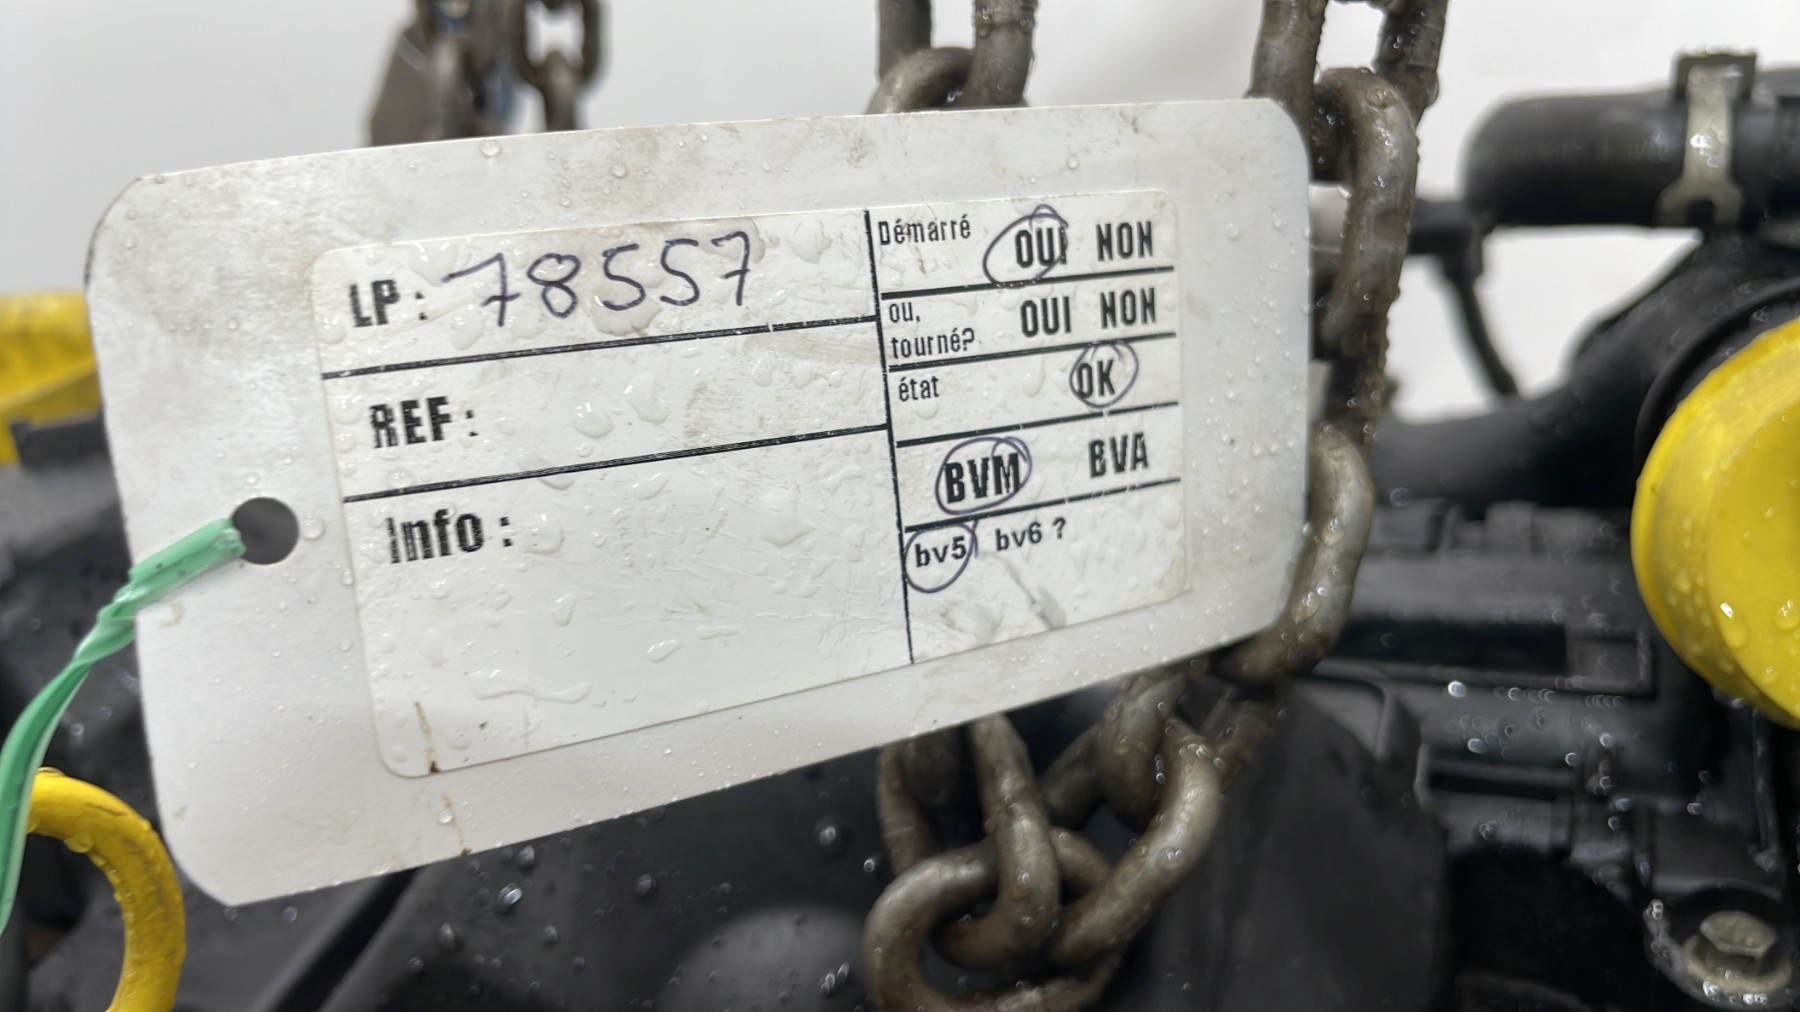 LP: 78557
REF:
Info:
Démarré OUI NON
ou, tourné? OUI NON
état OK
BVM BVA
bv5 bv6 ?